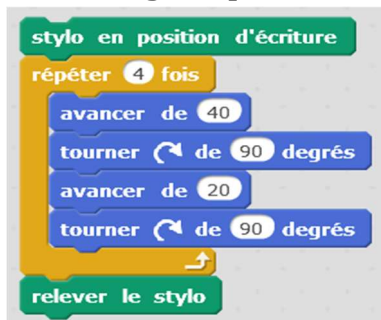 stylo en position d'écriture
répéter 4 fois
avancer de 40
tourner de 90 degrés
avancer de 20
tourner de 90 degrés
relever le stylo